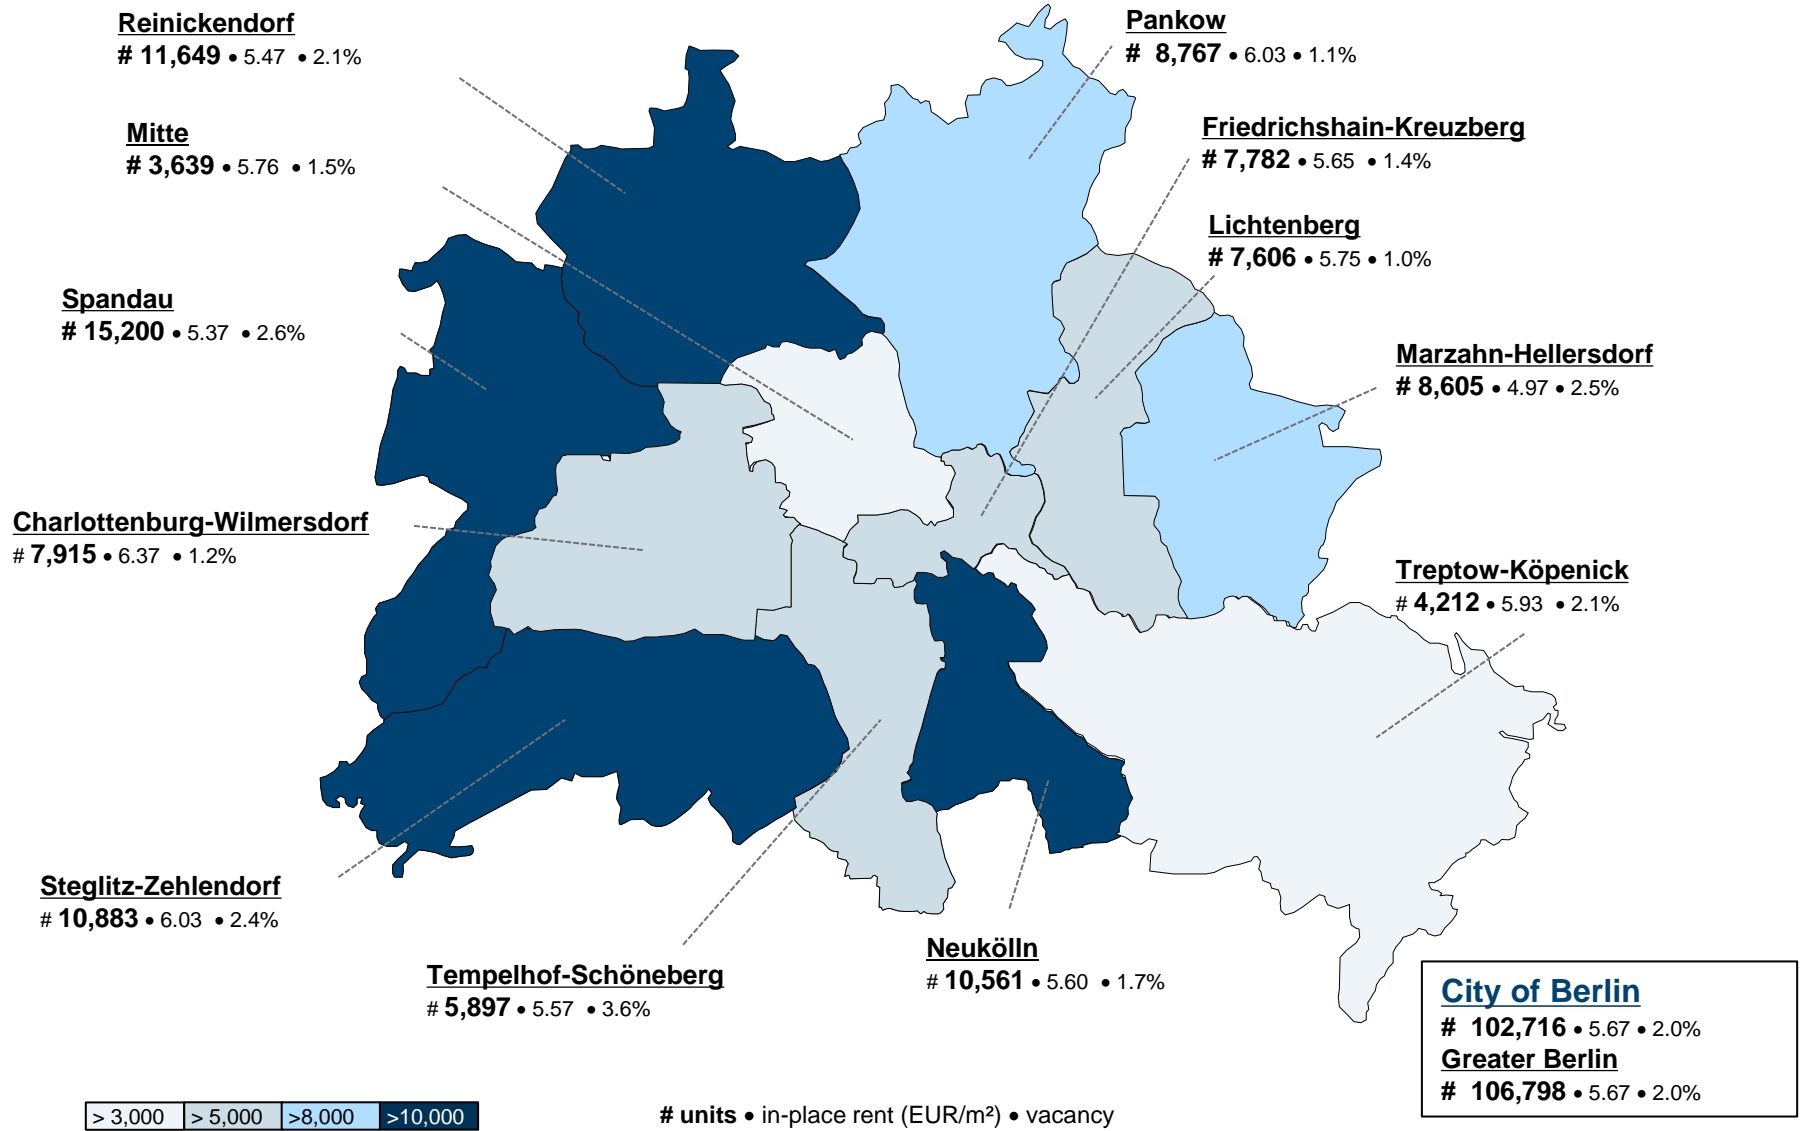 Reinickendorf
# 11,649 • 5.47 • 2.1%
Pankow
# 8,767 • 6.03 • 1.1%
Mitte
# 3,639 • 5.76 • 1.5%
Friedrichshain-Kreuzberg
# 7,782 • 5.65 • 1.4%
Lichtenberg
# 7,606 • 5.75 • 1.0%
Spandau
# 15,200 • 5.37 • 2.6%
Marzahn-Hellersdorf
# 8,605 • 4.97 • 2.5%
Charlottenburg-Wilmersdorf
# 7,915 • 6.37 • 1.2%
Treptow-Köpenick
# 4,212 • 5.93 • 2.1%
Steglitz-Zehlendorf
# 10,883 • 6.03 • 2.4%
Tempelhof-Schöneberg
# 5,897 • 5.57 • 3.6%
Neukölln
# 10,561 • 5.60 • 1.7%
City of Berlin
# 102,716 • 5.67 • 2.0%
Greater Berlin
# 106,798 • 5.67 • 2.0%
> 3,000 > 5,000 >8,000 >10,000
# units • in-place rent (EUR/m²) • vacancy